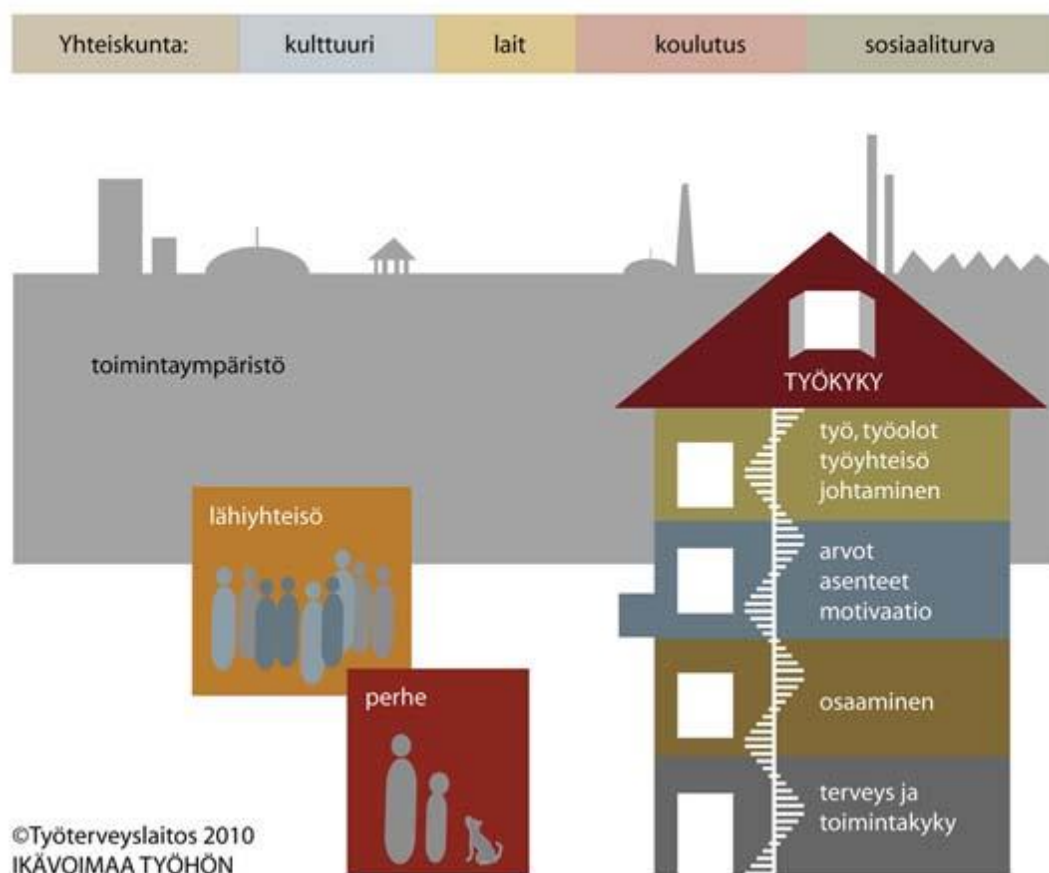 Yhteiskunta: kulttuuri lait koulutus sosiaaliturva
toimintaympäristö
TYÖKYKY
työ, työolot
työyhteisö
johtaminen
lähiyhteisö
arvot
asenteet
motivaatio
perhe
osaaminen
terveys ja
toimintakyky
©Työterveyslaitos 2010
IKÄVOIMAA TYÖHÖN